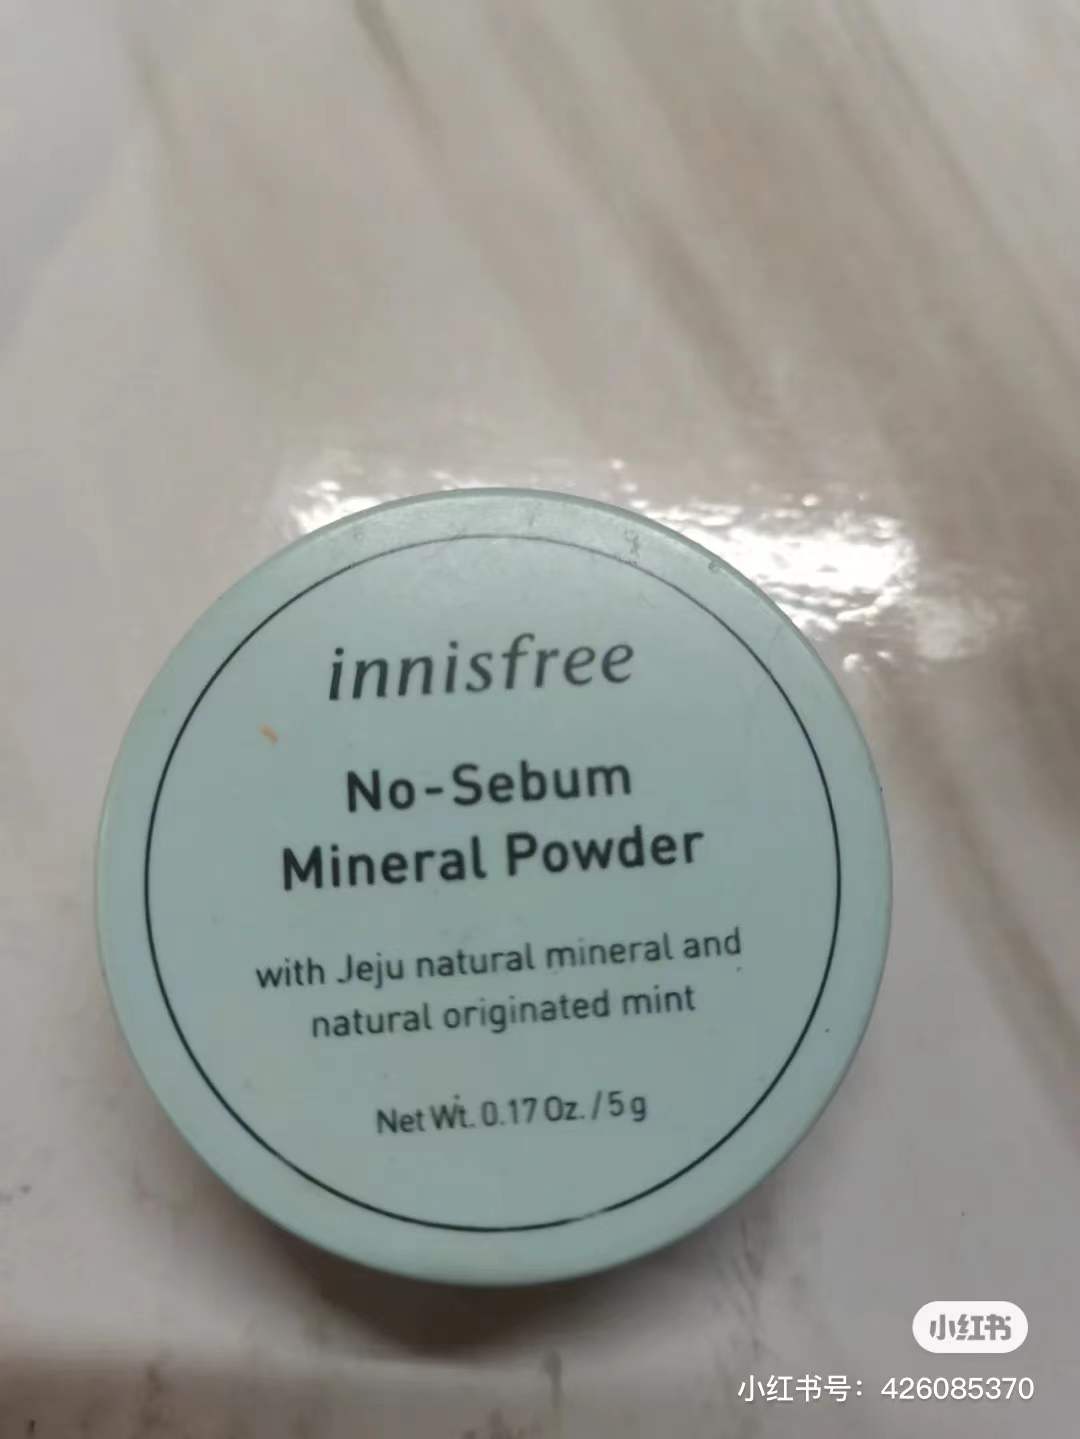 innisfree
No-Sebum
Mineral Powder
with Jeju natural mineral and
natural originated mint
Net Wt. 0.17 Oz. / 5 g
小红书
小红书号：426085370